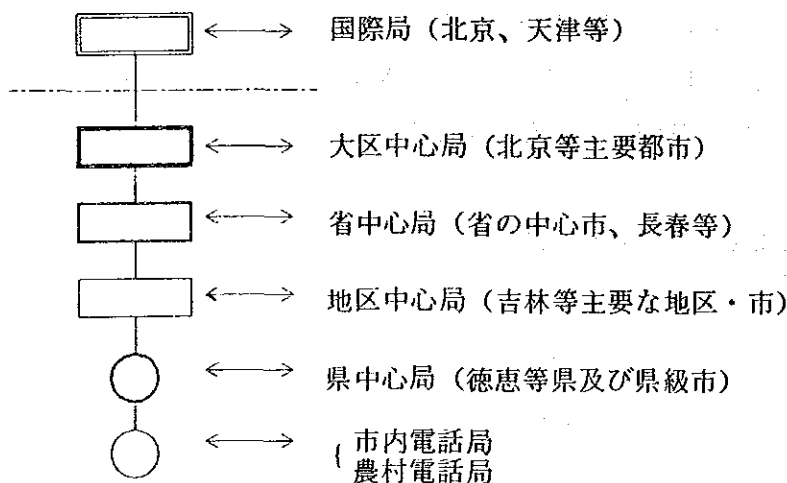 国際局（北京、天津等）
大区中心局（北京等主要都市）
省中心局（省の中心市、長春等）
地区中心局（吉林等主要な地区・市）
県中心局（徳恵等県及び県級市）
市内電話局
農村電話局